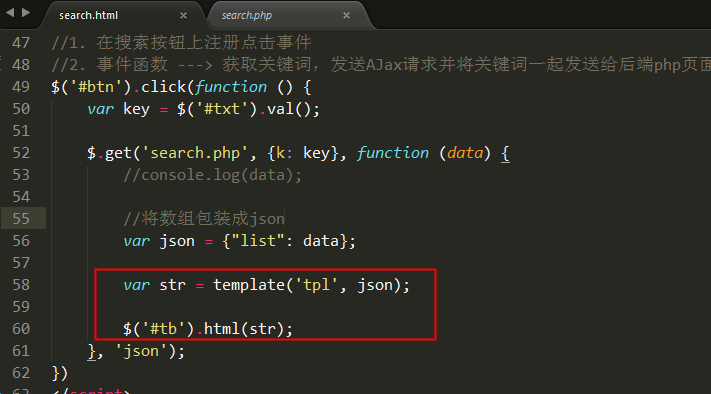 search.html × search.php ×
47 //1. 在搜索按钮上注册点击事件
48 //2. 事件函数 ---> 获取关键词，发送AJax请求并将关键词一起发送给后端php页面
49 $('#btn').click(function () {
50 var key = $('#txt').val();
51
52 $.get('search.php', {k: key}, function (data) {
53 //console.log(data);
54
55 //将数组包装成json
56 var json = {"list": data};
57
58 var str = template('tpl', json);
59
60 $('#tb').html(str);
61 }, 'json');
62 })
63 </script>